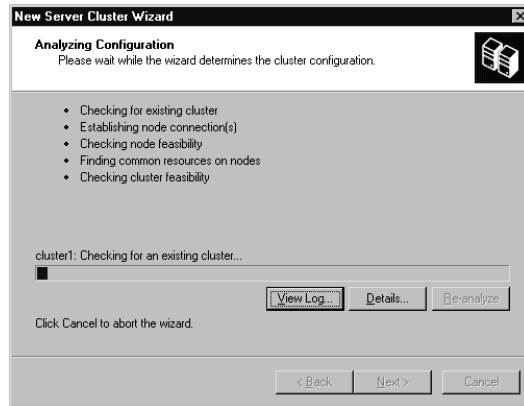 New Server Cluster Wizard
Analyzing Configuration
Please wait while the wizard determines the cluster configuration.
• Checking for existing cluster
• Establishing node connection(s)
• Checking node feasibility
• Finding common resources on nodes
• Checking cluster feasibility
cluster1: Checking for an existing cluster...
View Log... Details... Re-analyze
Click Cancel to abort the wizard.
< Back Next > Cancel